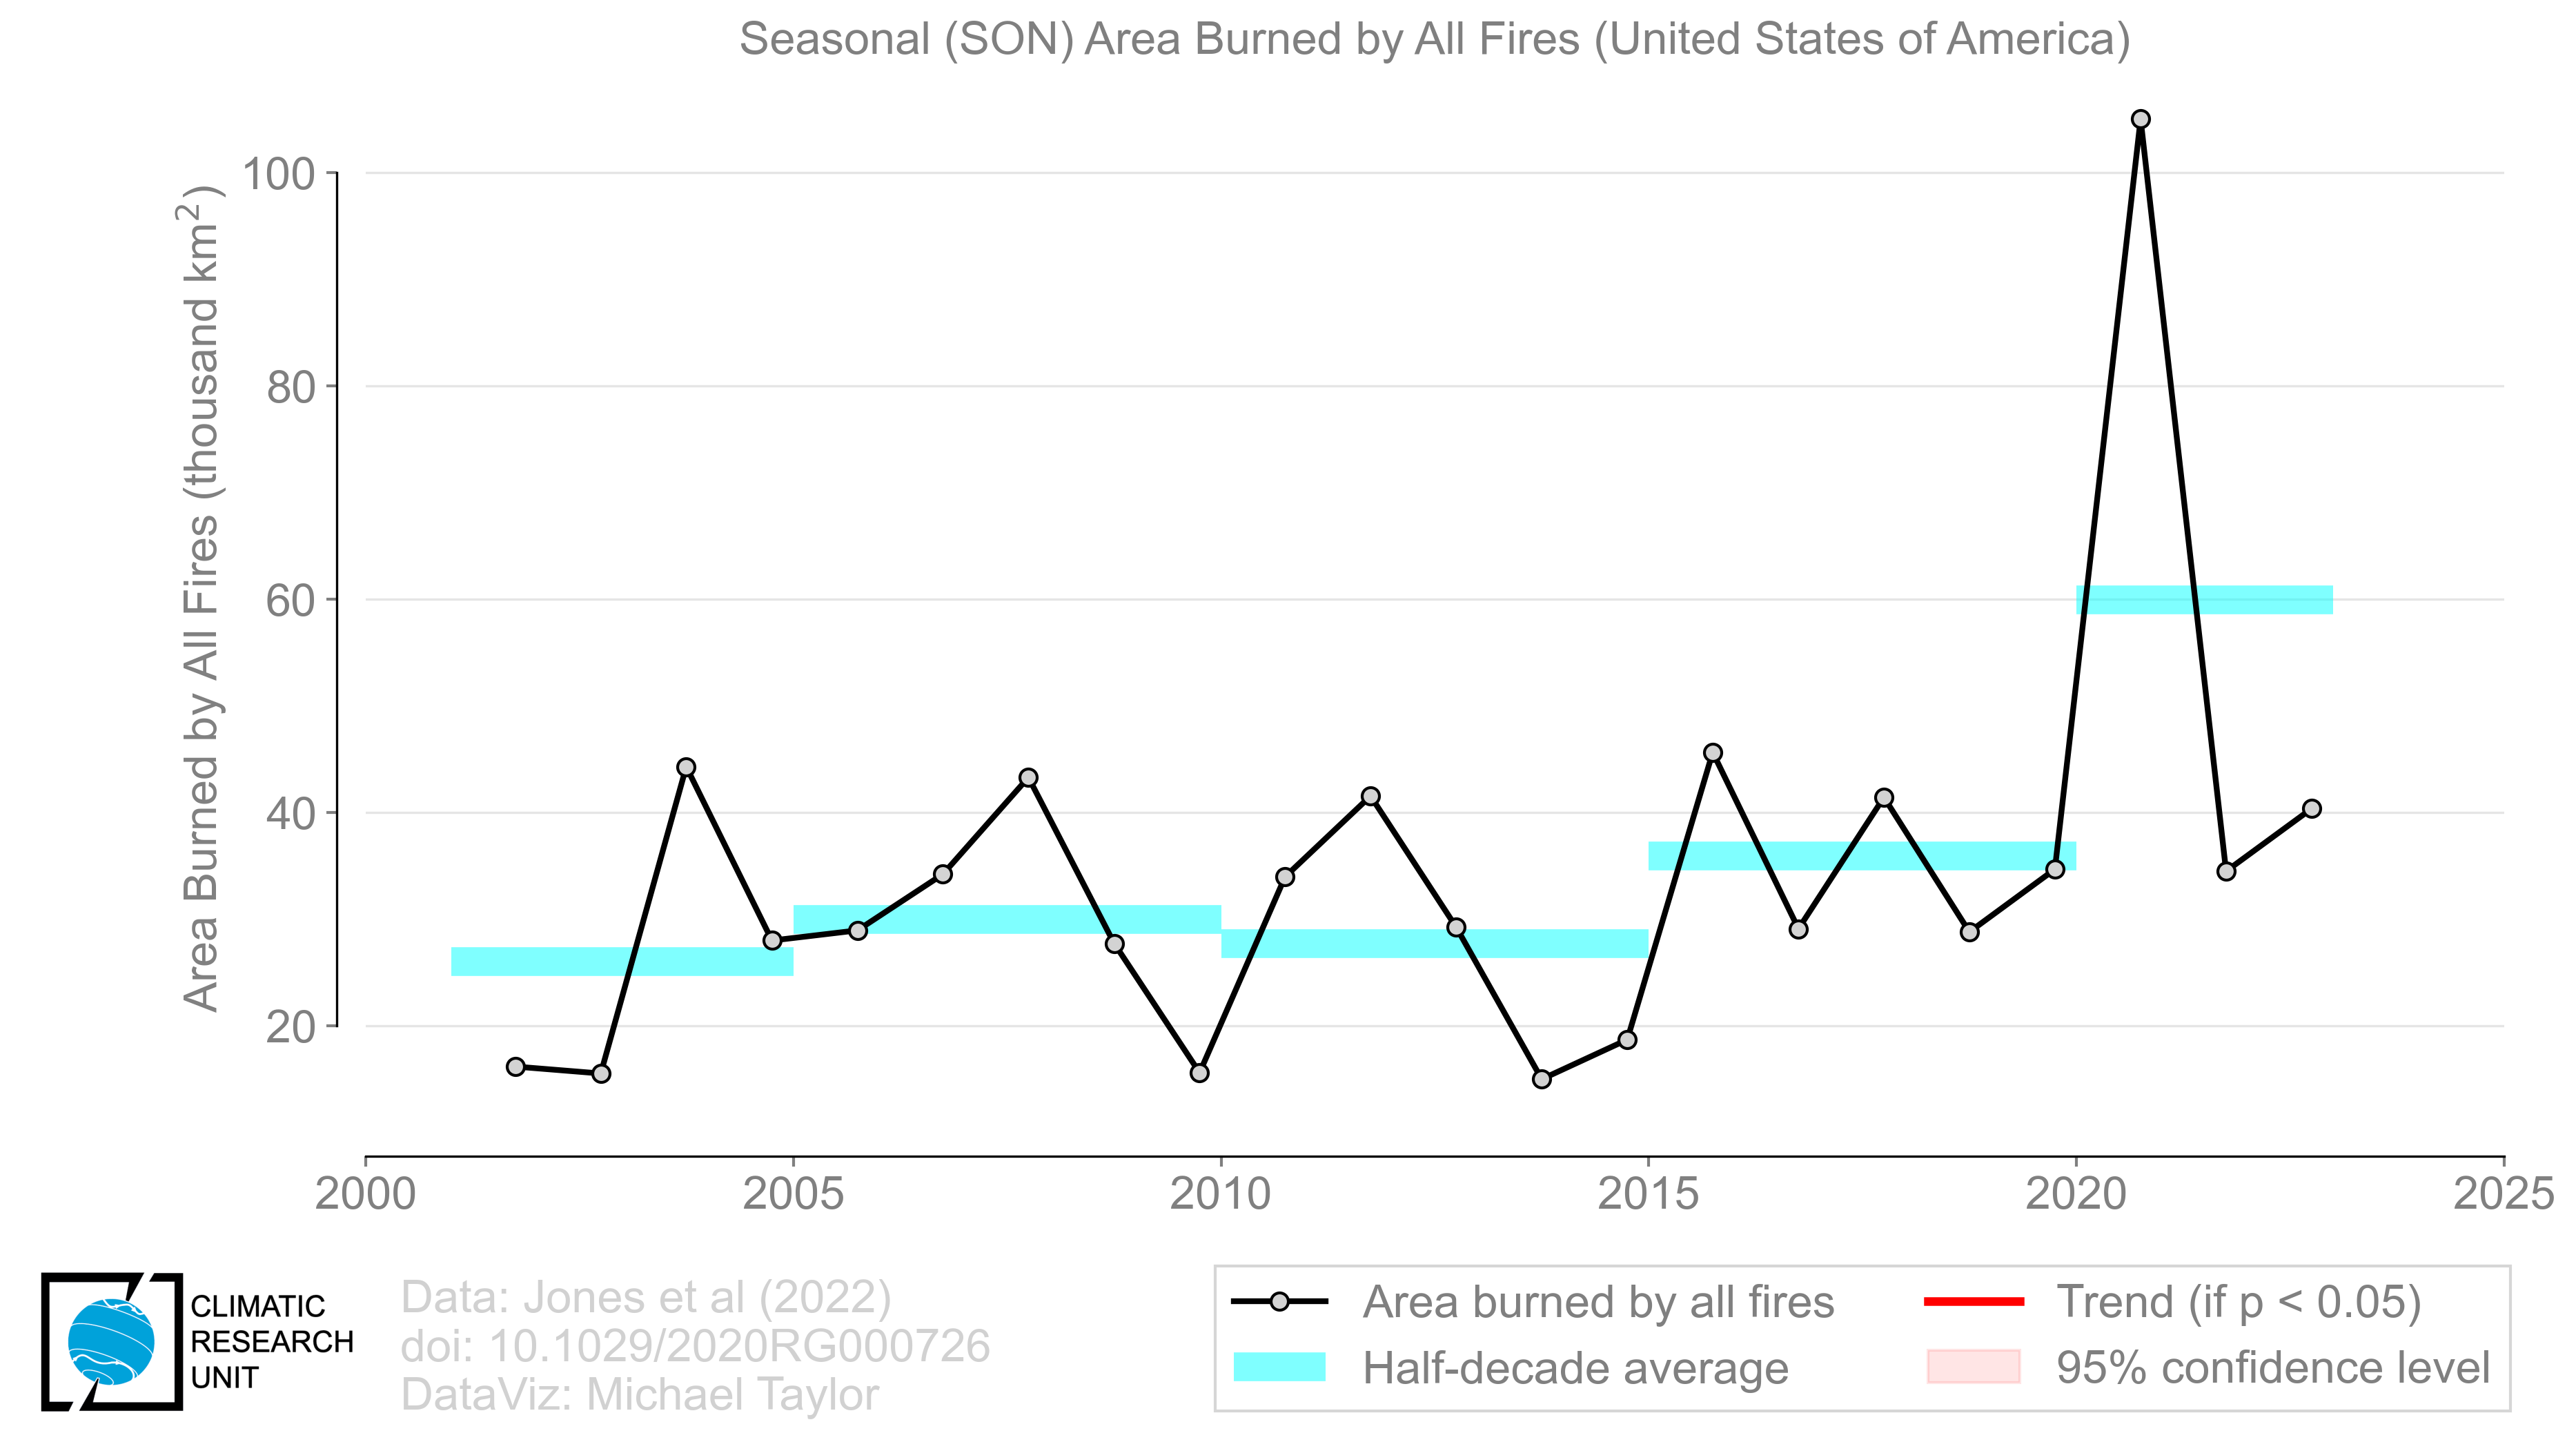 Seasonal (SON) Area Burned by All Fires (United States of America)
Area Burned by All Fires (thousand km²)
100
80
60
40
20
2000
2005
2010
2015
2020
2025
CLIMATIC
RESEARCH
UNIT
Data: Jones et al (2022)
doi: 10.1029/2020RG000726
DataViz: Michael Taylor
Area burned by all fires
Half-decade average
Trend (if p < 0.05)
95% confidence level